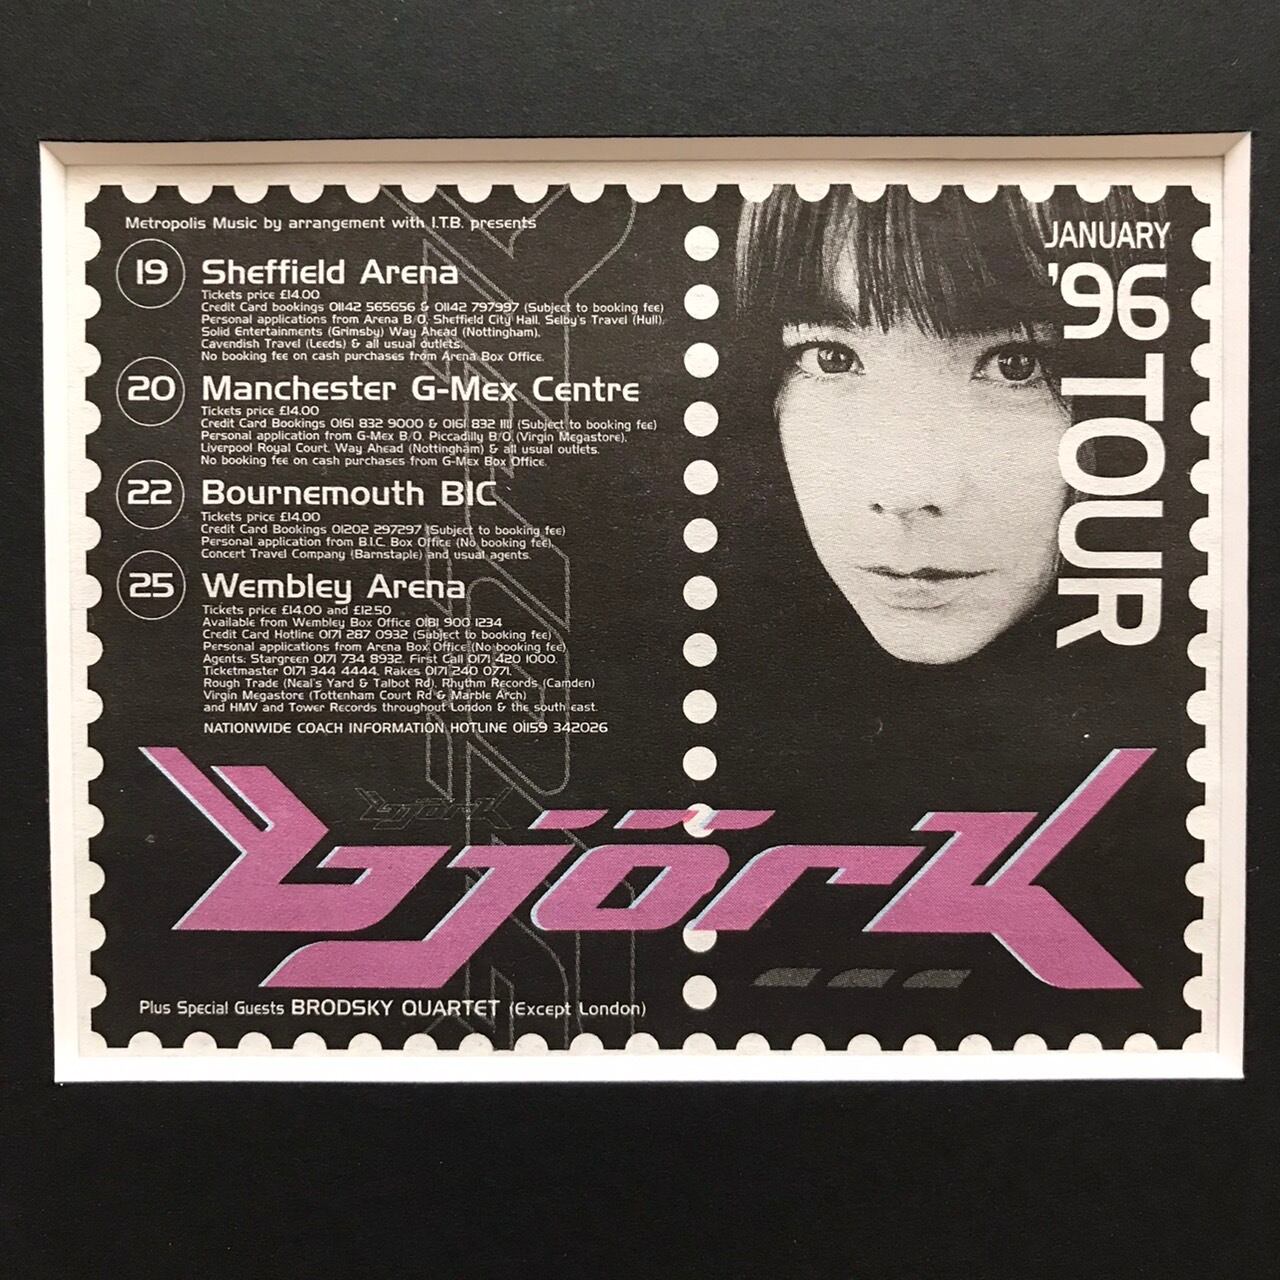 Metropolis Music by arrangement with I.T.B. presents
19 Sheffield Arena
Tickets price £14.00
Credit Card bookings 01142 565656 & 01142 797997 (Subject to booking fee)
Personal applications from Arena B/O, Sheffield City Hall, Selby's Travel (Hull),
Solid Entertainments (Grimsby) Way Ahead (Nottingham),
Cavendish Travel (Leeds) & all usual outlets.
No booking fee on cash purchases from Arena Box Office.
20 Manchester G-Mex Centre
Tickets price £14.00
Credit Card Bookings 0161 832 9000 & 0161 832 1111 (Subject to booking fee)
Personal application from G-Mex B/O, Piccadilly B/O, (Virgin Megastore),
Liverpool Royal Court, Way Ahead (Nottingham) & all usual outlets.
No booking fee on cash purchases from G-Mex Box Office.
22 Bournemouth BIC
Tickets price £14.00
Credit Card Bookings 01202 297297 (Subject to booking fee)
Personal application from B.I.C. Box Office (No booking fee),
Concert Travel Company (Barnstaple) and usual agents.
25 Wembley Arena
Tickets price £14.00 and £12.50
Available from Wembley Box Office 0181 900 1234
Credit Card Hotline 0171 287 0932 (Subject to booking fee)
Personal applications from Arena Box Office (No booking fee)
Agents: Stargreen 0171 734 8932, First Call 0171 420 1000,
Ticketmaster 0171 344 4444, Rakes 0171 240 0771,
Rough Trade (Neal's Yard & Talbot Rd), Rhythm Records (Camden)
Virgin Megastore (Tottenham Court Rd & Marble Arch)
and HMV and Tower Records throughout London & the south east.
NATIONWIDE COACH INFORMATION HOTLINE 01159 342026
JANUARY
'96
TOUR
björk
björk
Plus Special Guests BRODSKY QUARTET (Except London)